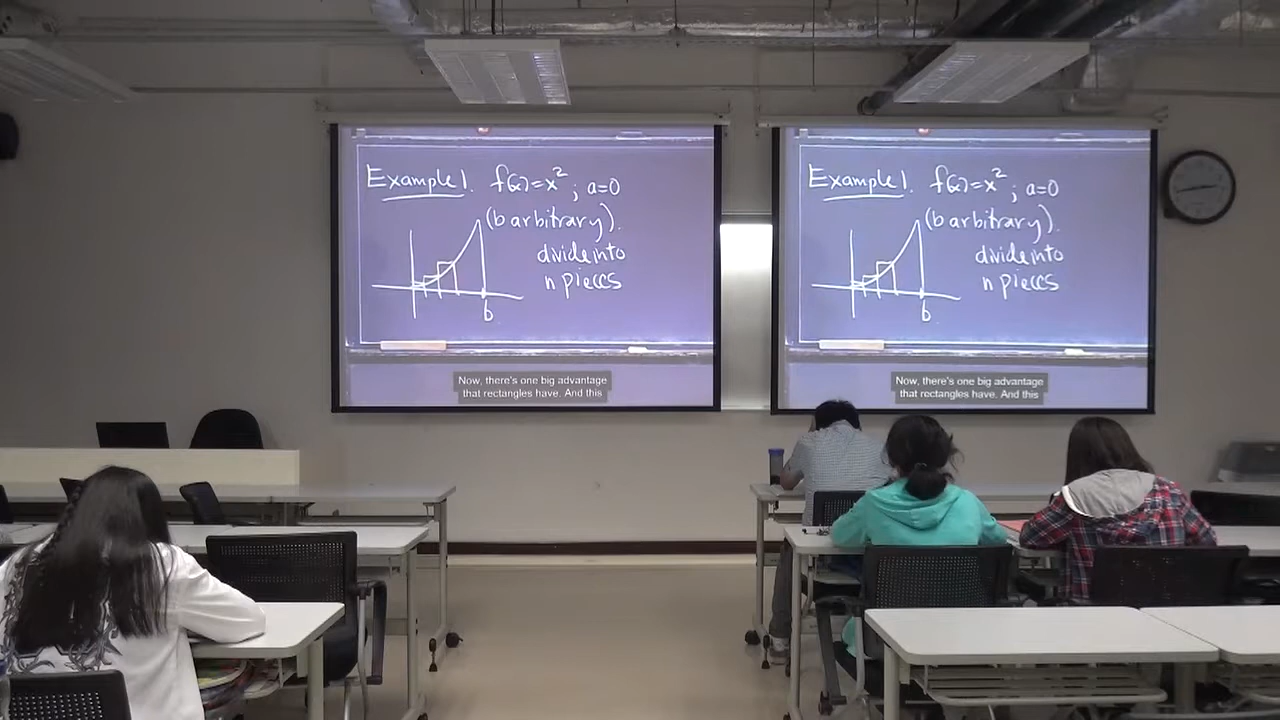 Example 1. f(x)=x² ; a=0
(b arbitrary).
divide into
n pieces
b
Now, there's one big advantage
that rectangles have. And this
Example 1. f(x)=x² ; a=0
(b arbitrary).
divide into
n pieces
b
Now, there's one big advantage
that rectangles have. And this